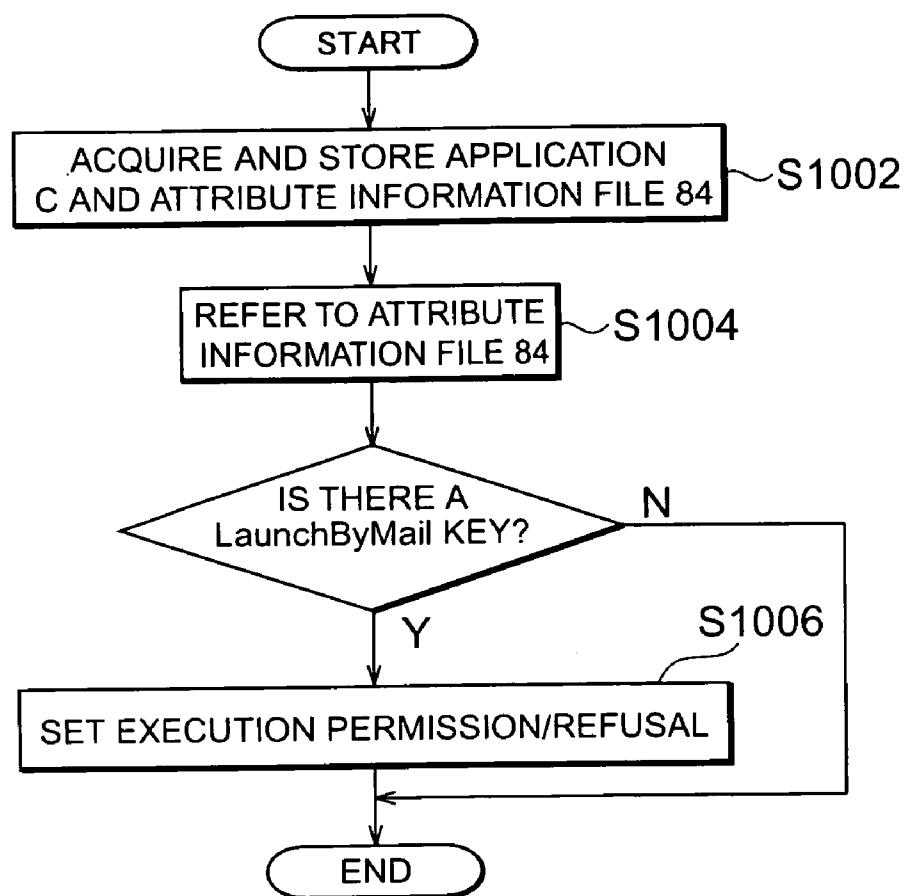 START
ACQUIRE AND STORE APPLICATION
C AND ATTRIBUTE INFORMATION FILE 84
S1002
REFER TO ATTRIBUTE
INFORMATION FILE 84
S1004
IS THERE A
LaunchByMail KEY?
N
Y
S1006
SET EXECUTION PERMISSION/REFUSAL
END